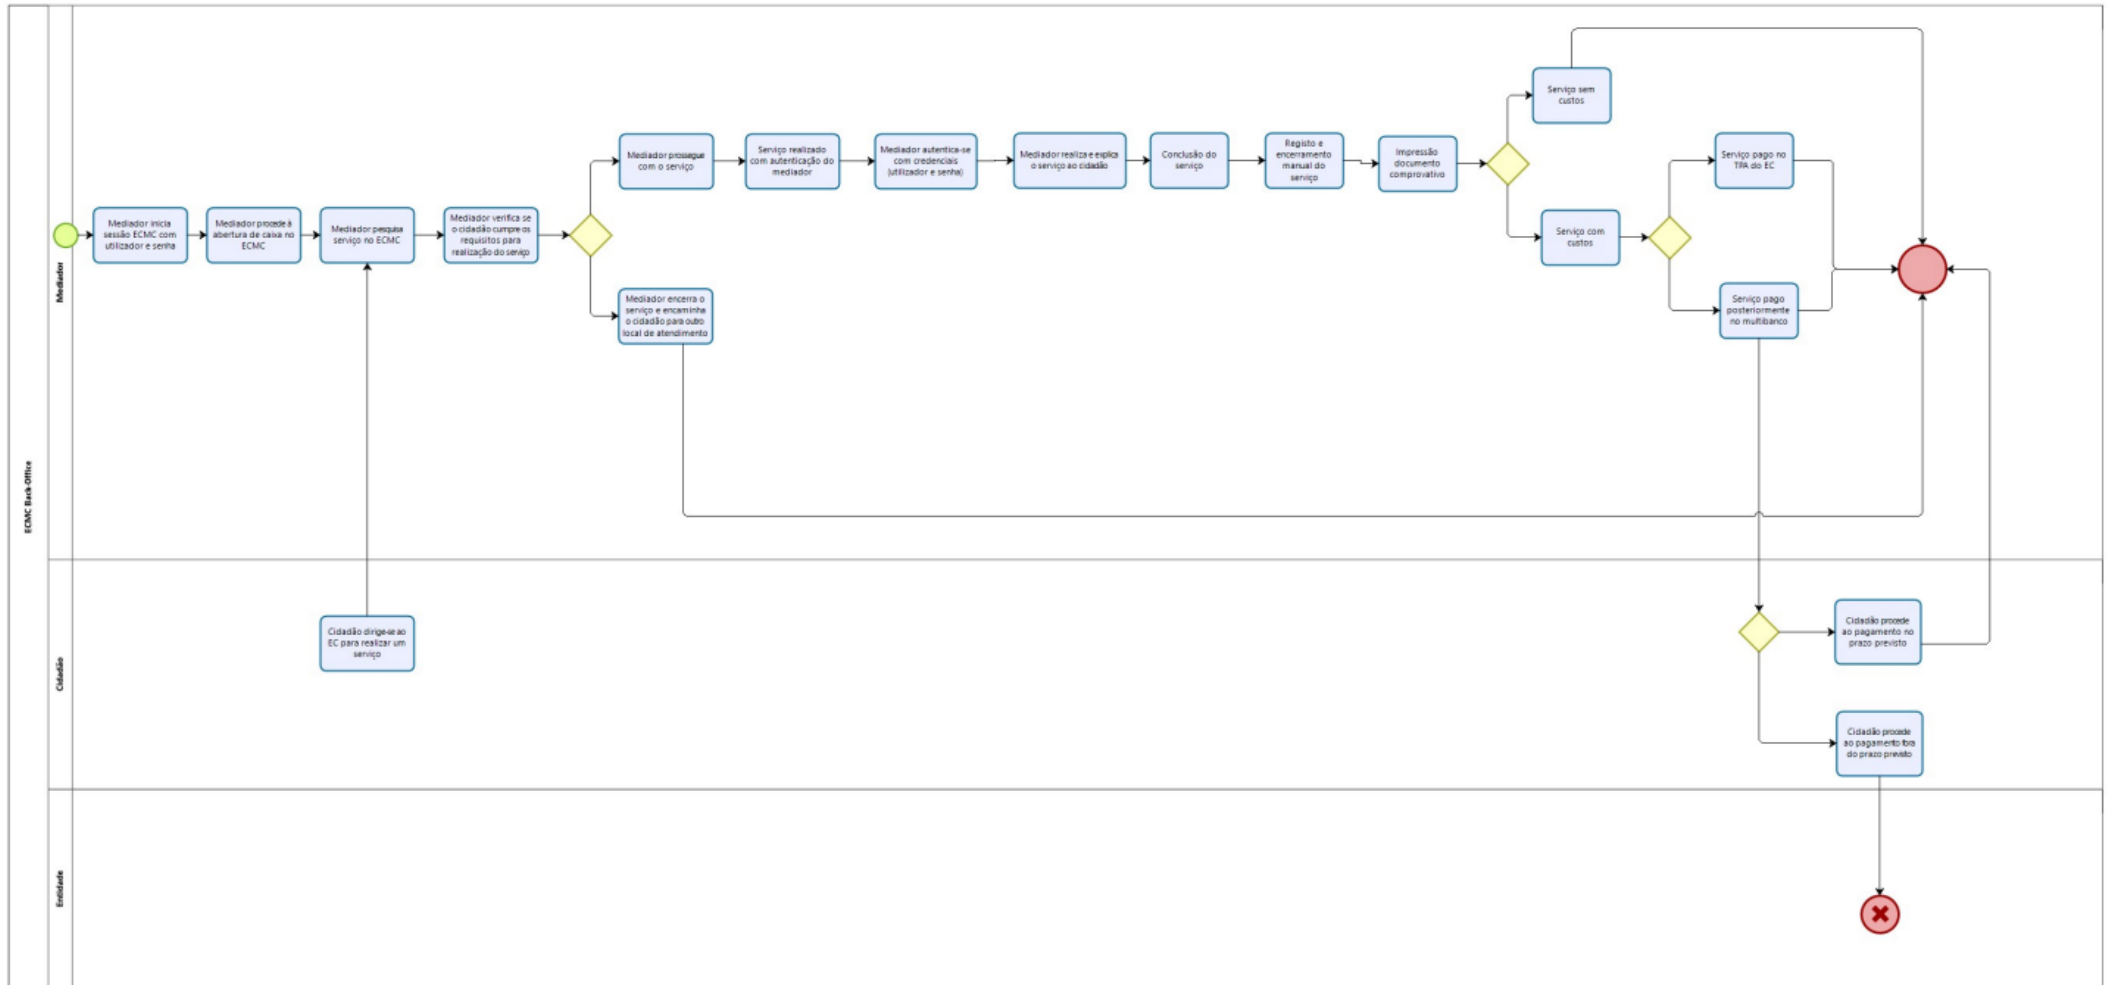 ECMC Back-Office
Mediador
Mediador inicia
sessão ECMC com
utilizador e senha
Mediador procede à
abertura de caixa no
ECMC
Mediador pesquisa
serviço no ECMC
Mediador verifica se
o cidadão cumpre os
requisitos para
realização do serviço
Mediador prossegue
com o serviço
Serviço realizado
com autenticação do
mediador
Mediador autentica-se
com credenciais
(utilizador e senha)
Mediador realiza e explica
o serviço ao cidadão
Conclusão do
serviço
Registo e
encerramento
manual do
serviço
Impressão
documento
comprovativo
Serviço sem
custos
Serviço com
custos
Serviço pago no
TPA do EC
Serviço pago
posteriormente
no multibanco
Mediador encerra o
serviço e encaminha
o cidadão para outro
local de atendimento
Cidadão
Cidadão dirige-se ao
EC para realizar um
serviço
Cidadão procede
ao pagamento no
prazo previsto
Cidadão procede
ao pagamento fora
do prazo previsto
Entidade